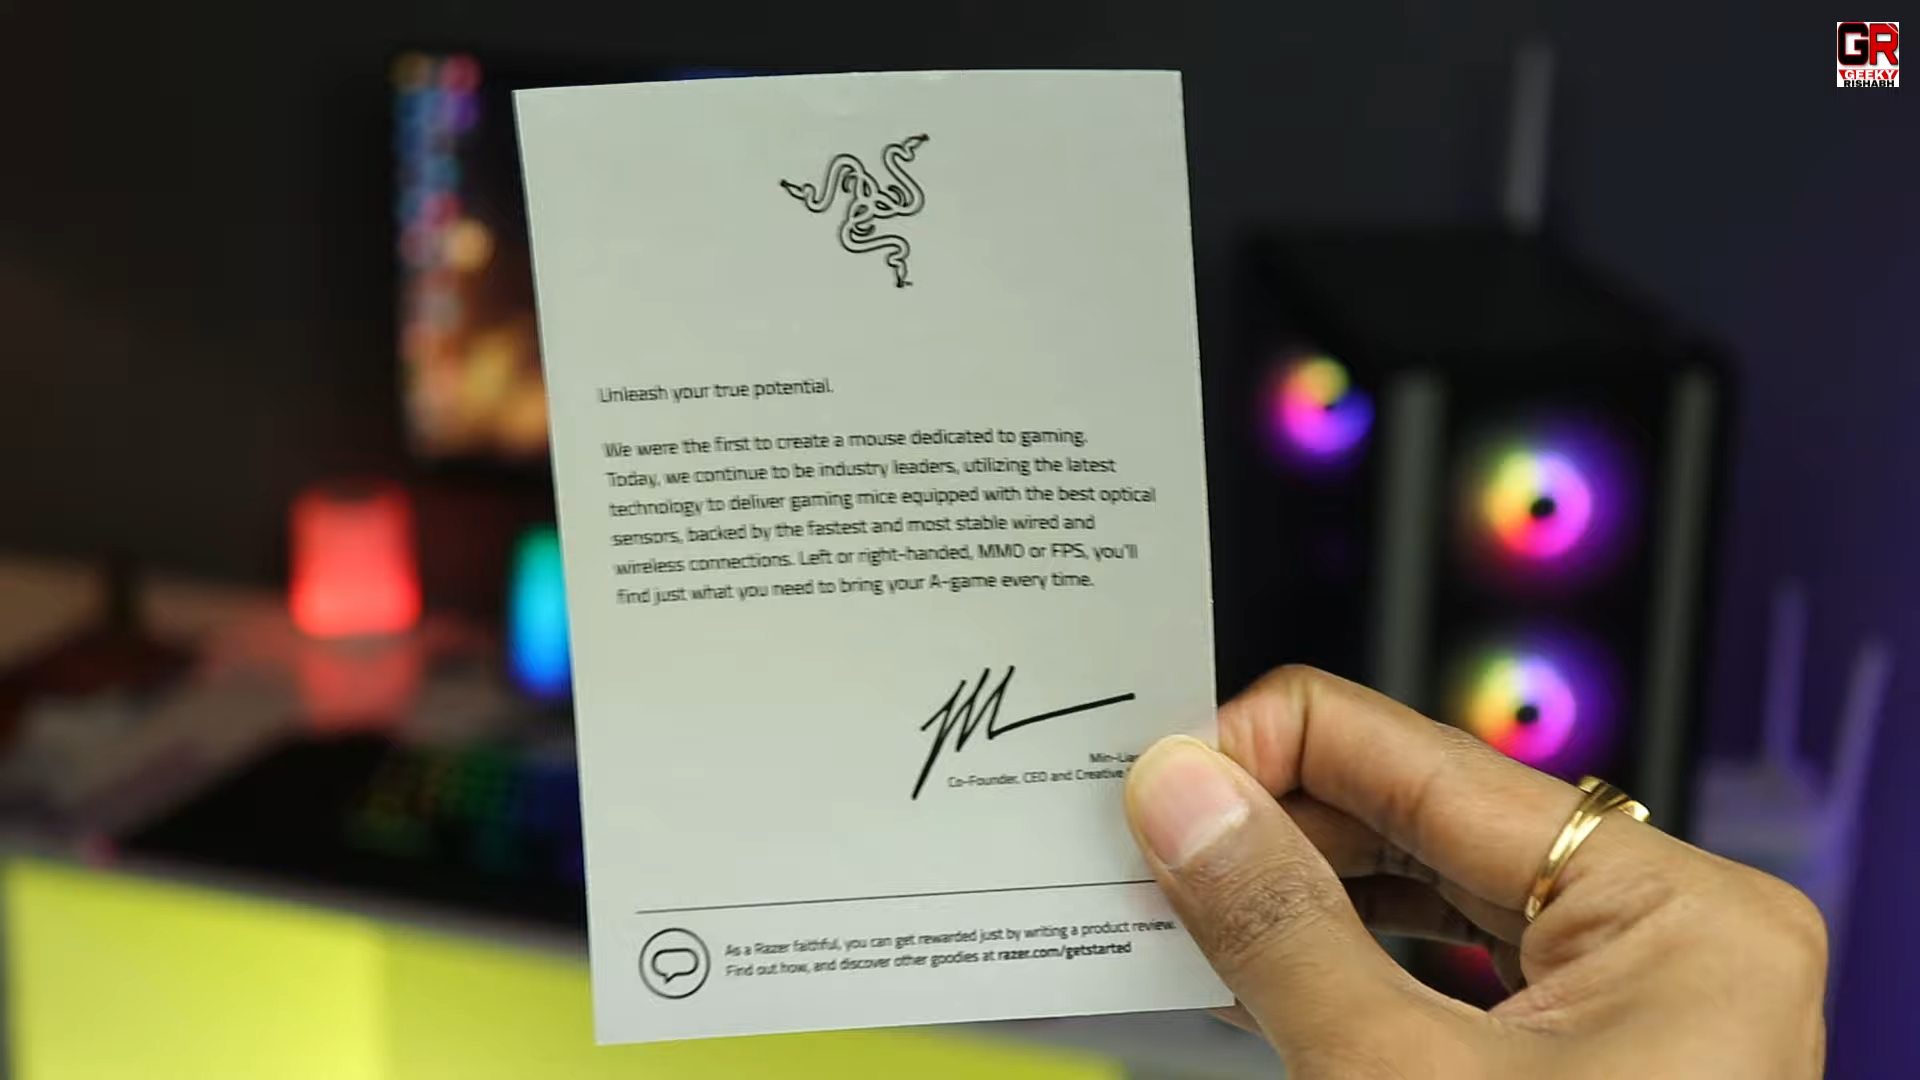 GR
GEEKY
RISHABH
Unleash your true potential.
We were the first to create a mouse dedicated to gaming.
Today, we continue to be industry leaders, utilizing the latest
technology to deliver gaming mice equipped with the best optical
sensors, backed by the fastest and most stable wired and
wireless connections. Left or right-handed, MMO or FPS, you'll
find just what you need to bring your A-game every time.
Co-Founder, CEO and Creative
As a Razer faithful, you can get rewarded just by writing a product review.
Find out how, and discover other goodies at razer.com/getstarted